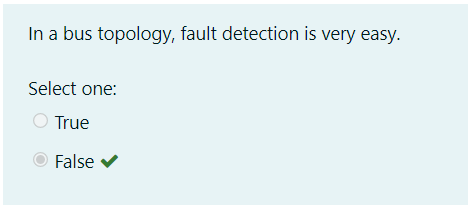 In a bus topology, fault detection is very easy.
Select one:
True
False